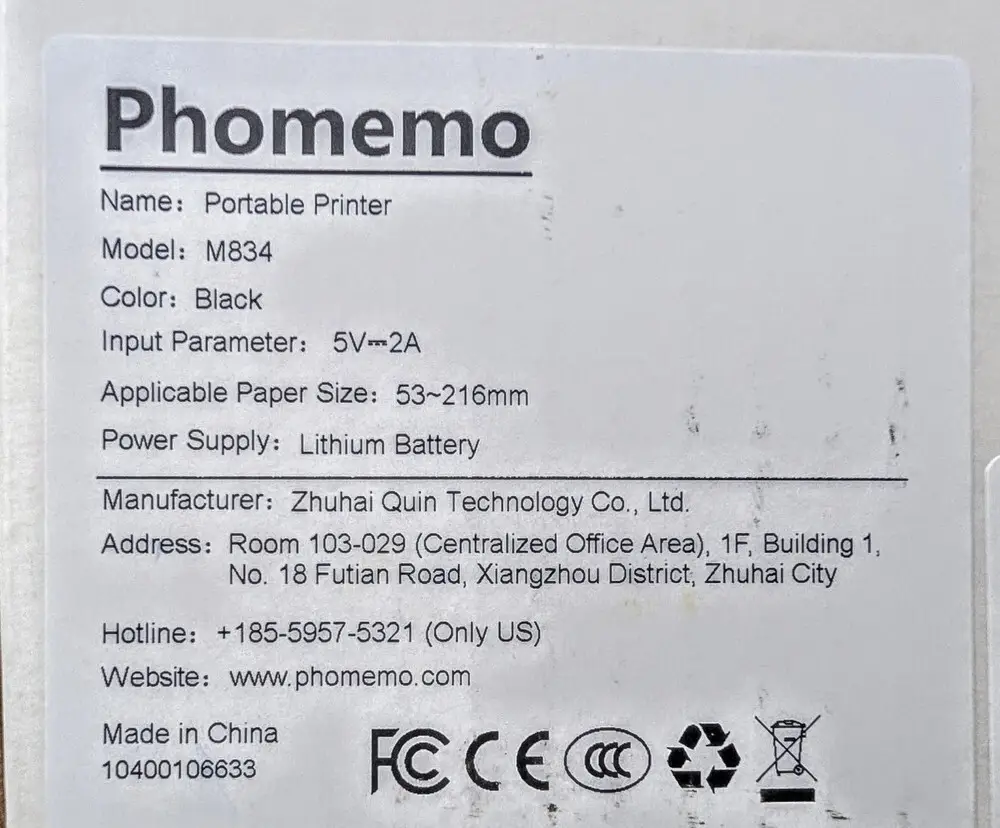 Phomemo
Name： Portable Printer
Model： M834
Color： Black
Input Parameter： 5V⎓2A
Applicable Paper Size： 53~216mm
Power Supply： Lithium Battery
Manufacturer： Zhuhai Quin Technology Co., Ltd.
Address： Room 103-029 (Centralized Office Area), 1F, Building 1,
No. 18 Futian Road, Xiangzhou District, Zhuhai City
Hotline： +185-5957-5321 (Only US)
Website： www.phomemo.com
Made in China
10400106633
FC CE CCC